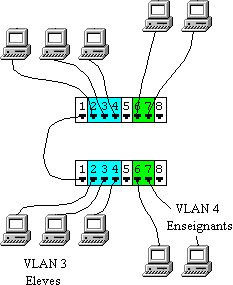 1 2 3 4 5 6 7 8
1 2 3 4 5 6 7 8
VLAN 4
Enseignants
VLAN 3
Eleves